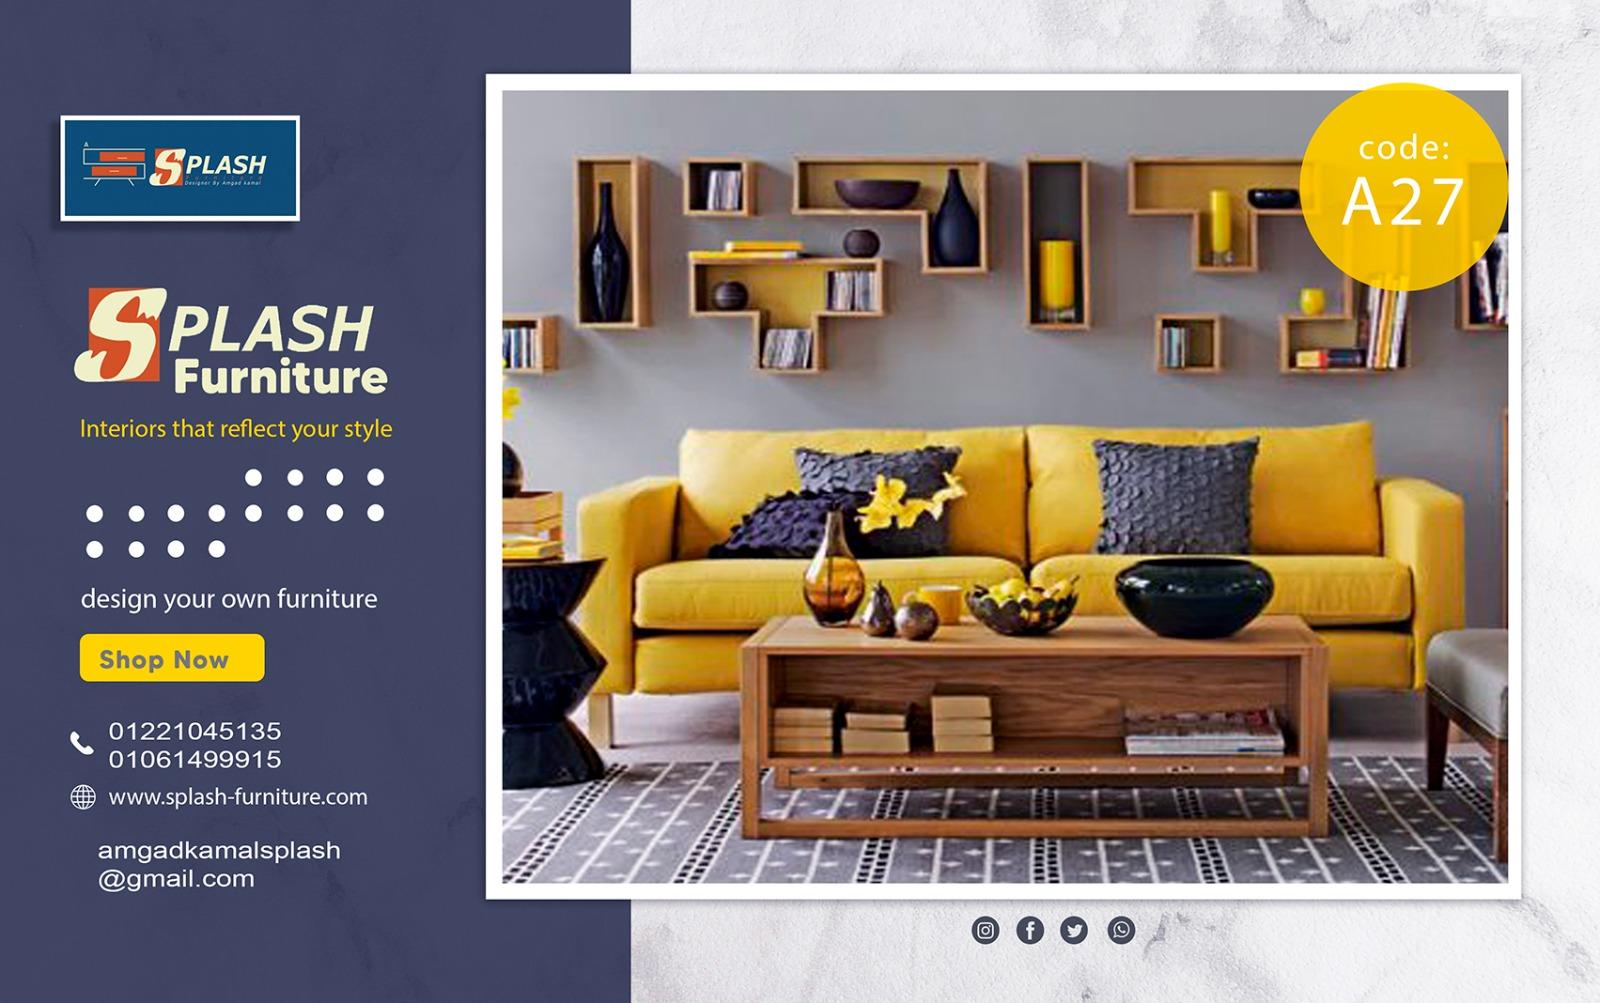 SPLASH
Furniture
Designer By Amgad kamal
SPLASH
Furniture
Interiors that reflect your style
design your own furniture
Shop Now
01221045135
01061499915
www.splash-furniture.com
amgadkamalsplash
@gmail.com
code:
A27